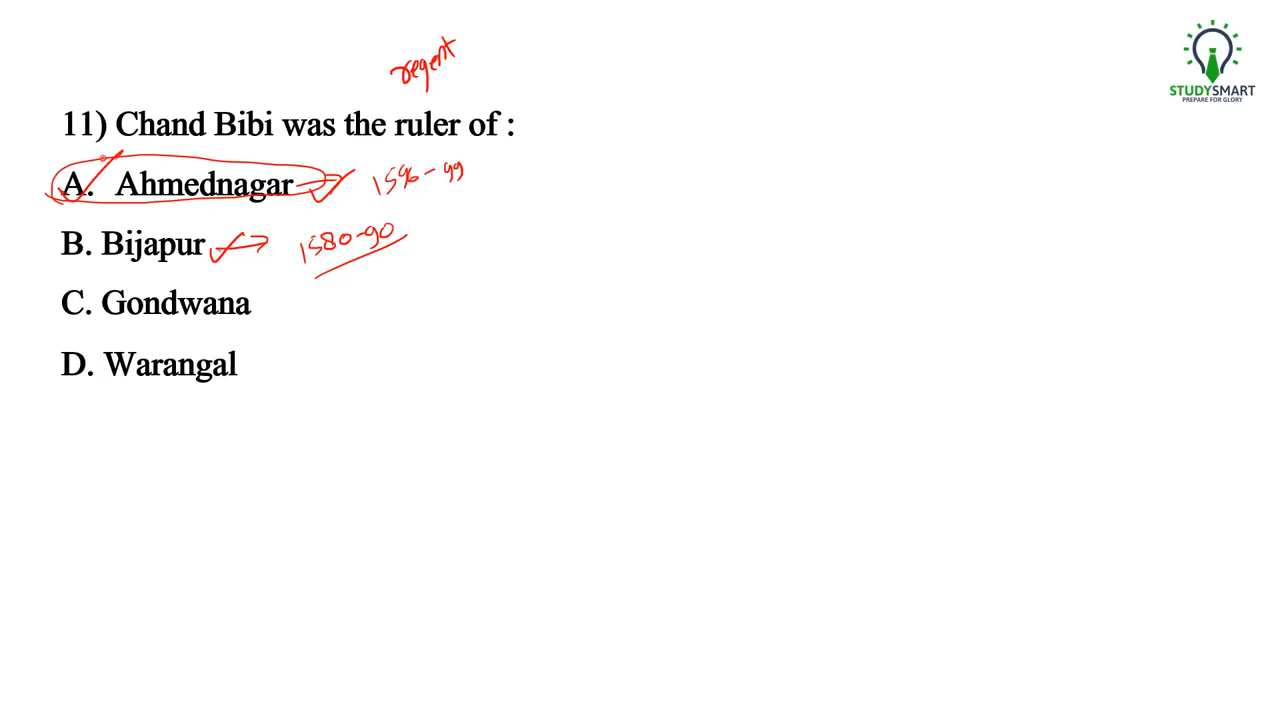 regent
STUDYSMART
PREPARE FOR GLORY
11) Chand Bibi was the ruler of :
A. Ahmednagar 1596-99
B. Bijapur 1580-90
C. Gondwana
D. Warangal